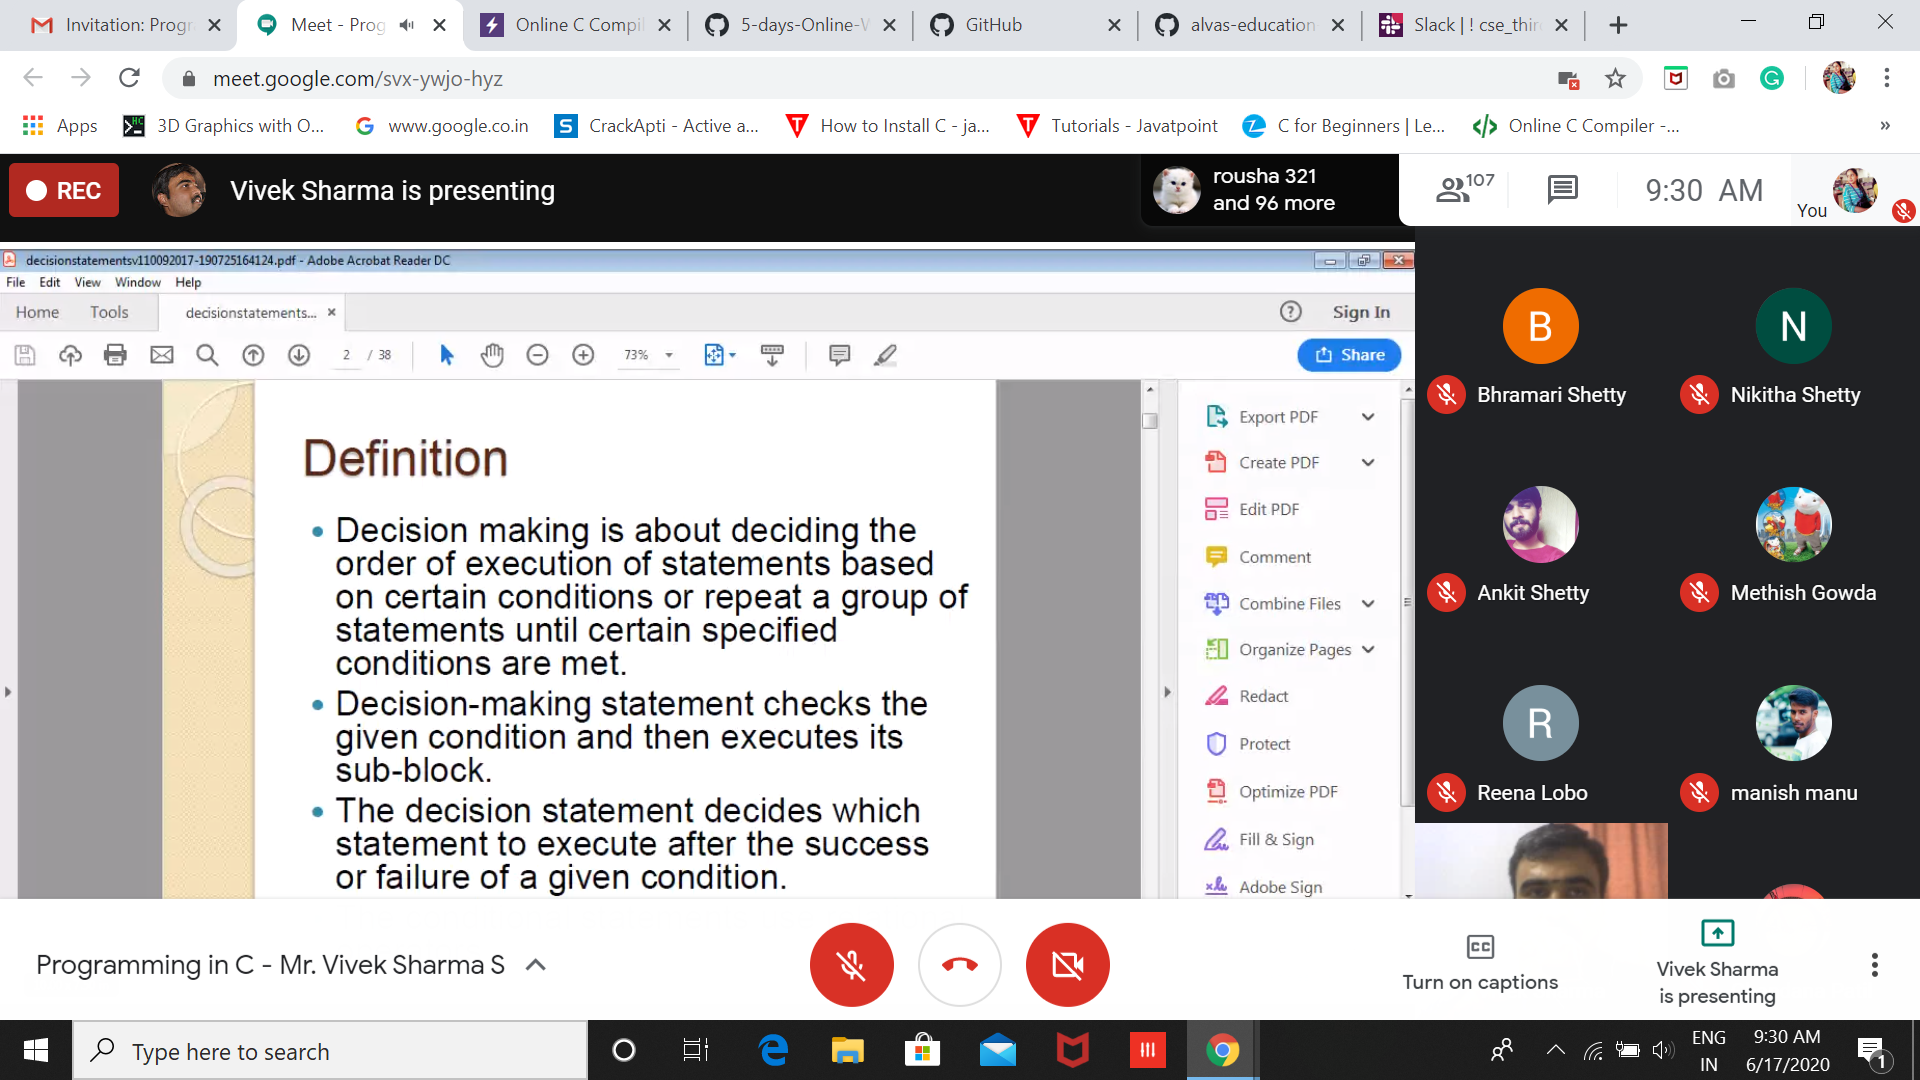 Invitation: Progr
Meet - Prog
Online C Compil
5-days-Online-W
GitHub
alvas-education
Slack | ! cse_thir
meet.google.com/svx-ywjo-hyz
Apps
3D Graphics with O...
www.google.co.in
CrackApti - Active a...
How to Install C - ja...
Tutorials - Javatpoint
C for Beginners | Le...
Online C Compiler -...
»
REC
Vivek Sharma is presenting
rousha 321
and 96 more
107
9:30 AM
You
decisionstatementsv110092017-190725164124.pdf - Adobe Acrobat Reader DC
File Edit View Window Help
Home Tools decisionstatements... Sign In
2 / 38 73% Share
Definition
• Decision making is about deciding the
order of execution of statements based
on certain conditions or repeat a group of
statements until certain specified
conditions are met.
• Decision-making statement checks the
given condition and then executes its
sub-block.
• The decision statement decides which
statement to execute after the success
or failure of a given condition.
Export PDF
Create PDF
Edit PDF
Comment
Combine Files
Organize Pages
Redact
Protect
Optimize PDF
Fill & Sign
Adobe Sign
B
Bhramari Shetty
N
Nikitha Shetty
Ankit Shetty
Methish Gowda
R
Reena Lobo
manish manu
Programming in C - Mr. Vivek Sharma S
CC
Turn on captions
Vivek Sharma
is presenting
Type here to search
ENG
IN
9:30 AM
6/17/2020
1